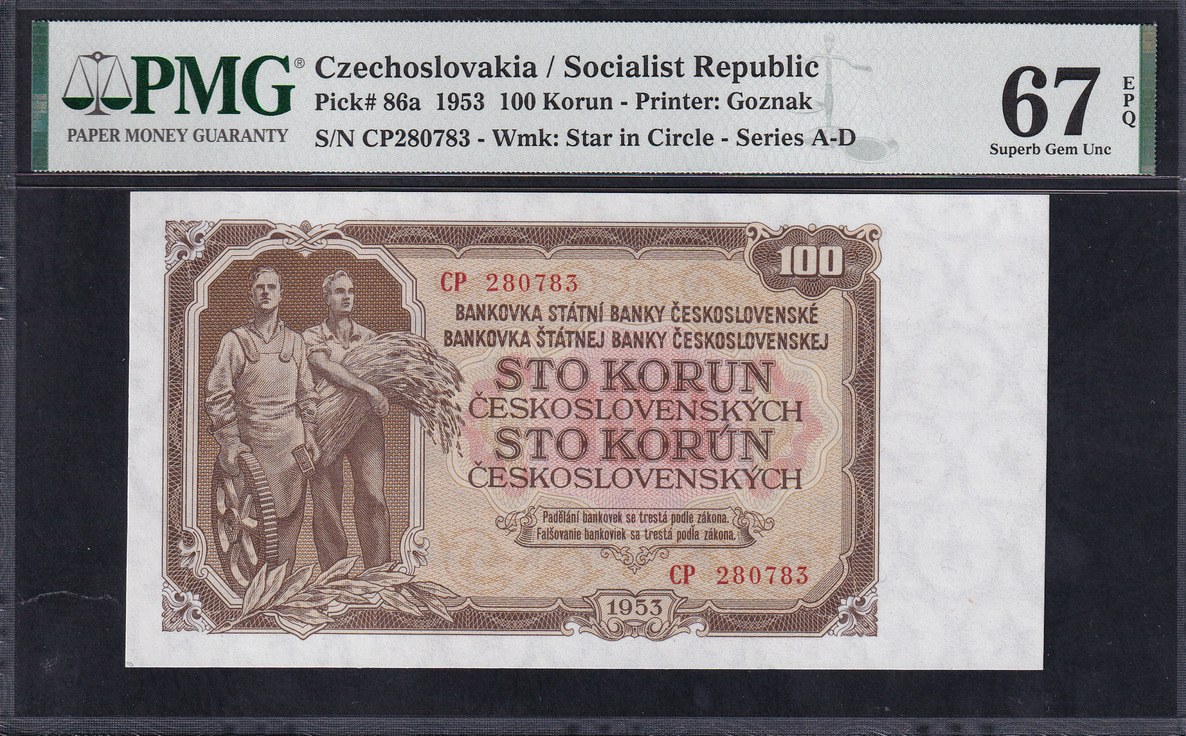 PMG®
PAPER MONEY GUARANTY
Czechoslovakia / Socialist Republic
Pick# 86a 1953 100 Korun - Printer: Goznak
S/N CP280783 - Wmk: Star in Circle - Series A-D
67
EPQ
Superb Gem Unc
100
CP 280783
BANKOVKA STÁTNÍ BANKY ČESKOSLOVENSKÉ
BANKOVKA ŠTÁTNEJ BANKY ČESKOSLOVENSKEJ
STO KORUN
ČESKOSLOVENSKÝCH
STO KORÚN
ČESKOSLOVENSKÝCH
Padělání bankovek se trestá podle zákona.
Falšovanie bankoviek sa trestá podľa zákona.
CP 280783
1953